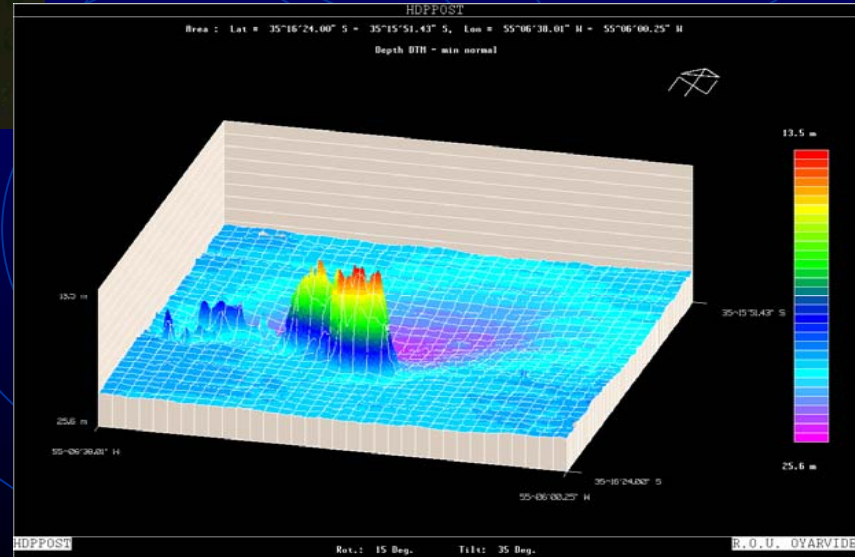 HDPPOST
Area : Lat = 35°16'24.00" S - 35°15'51.43" S, Lon = 55°06'38.01" W - 55°06'00.25" W
Depth DTM - min normal
13.5 m
35°15'51.43" S
25.6 m
55°06'38.01" W
25.6 m
35°16'24.00" S
55°06'00.25" W
HDPPOST
Rot.: 15 Deg. Tilt: 35 Deg.
R.O.U. OYARVIDE